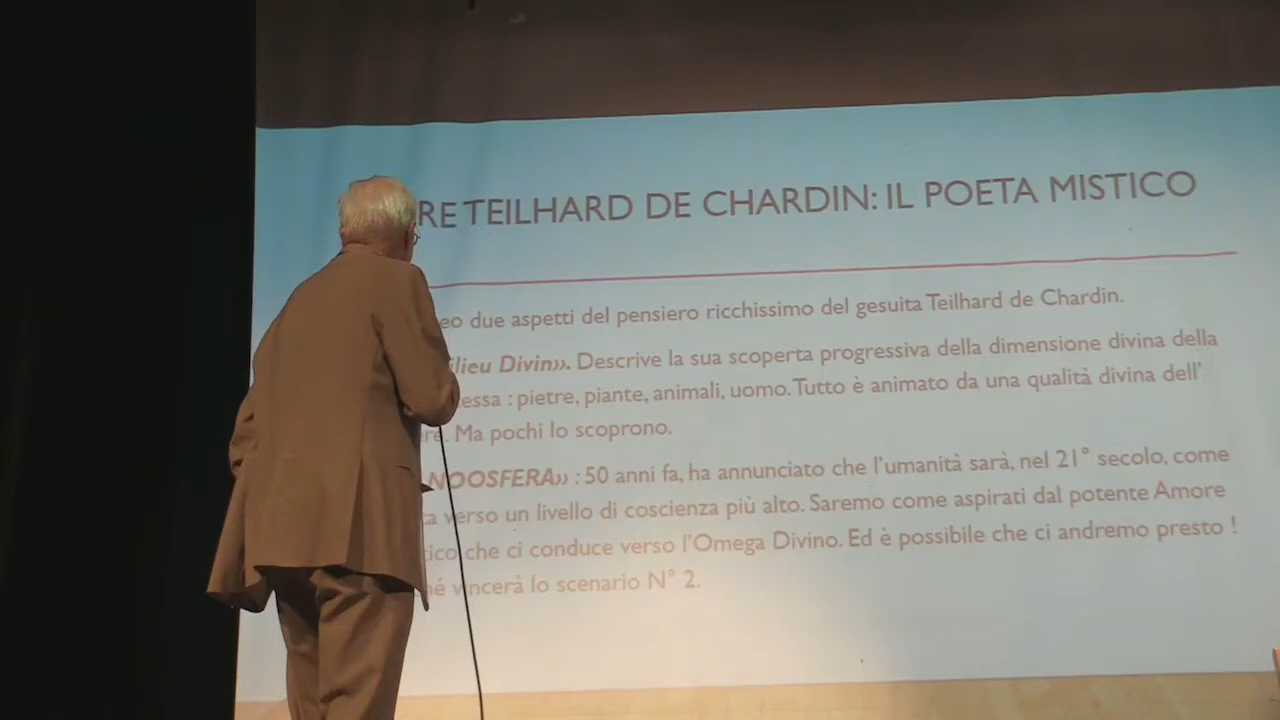 RE TEILHARD DE CHARDIN: IL POETA MISTICO
eo due aspetti del pensiero ricchissimo del gesuita Teilhard de Chardin.
lieu Divin». Descrive la sua scoperta progressiva della dimensione divina della
essa : pietre, piante, animali, uomo. Tutto è animato da una qualità divina dell'
ere. Ma pochi lo scoprono.
NOOSFERA» : 50 anni fa, ha annunciato che l'umanità sarà, nel 21° secolo, come
ta verso un livello di coscienza più alto. Saremo come aspirati dal potente Amore
tico che ci conduce verso l'Omega Divino. Ed è possibile che ci andremo presto !
hé vincerà lo scenario N° 2.